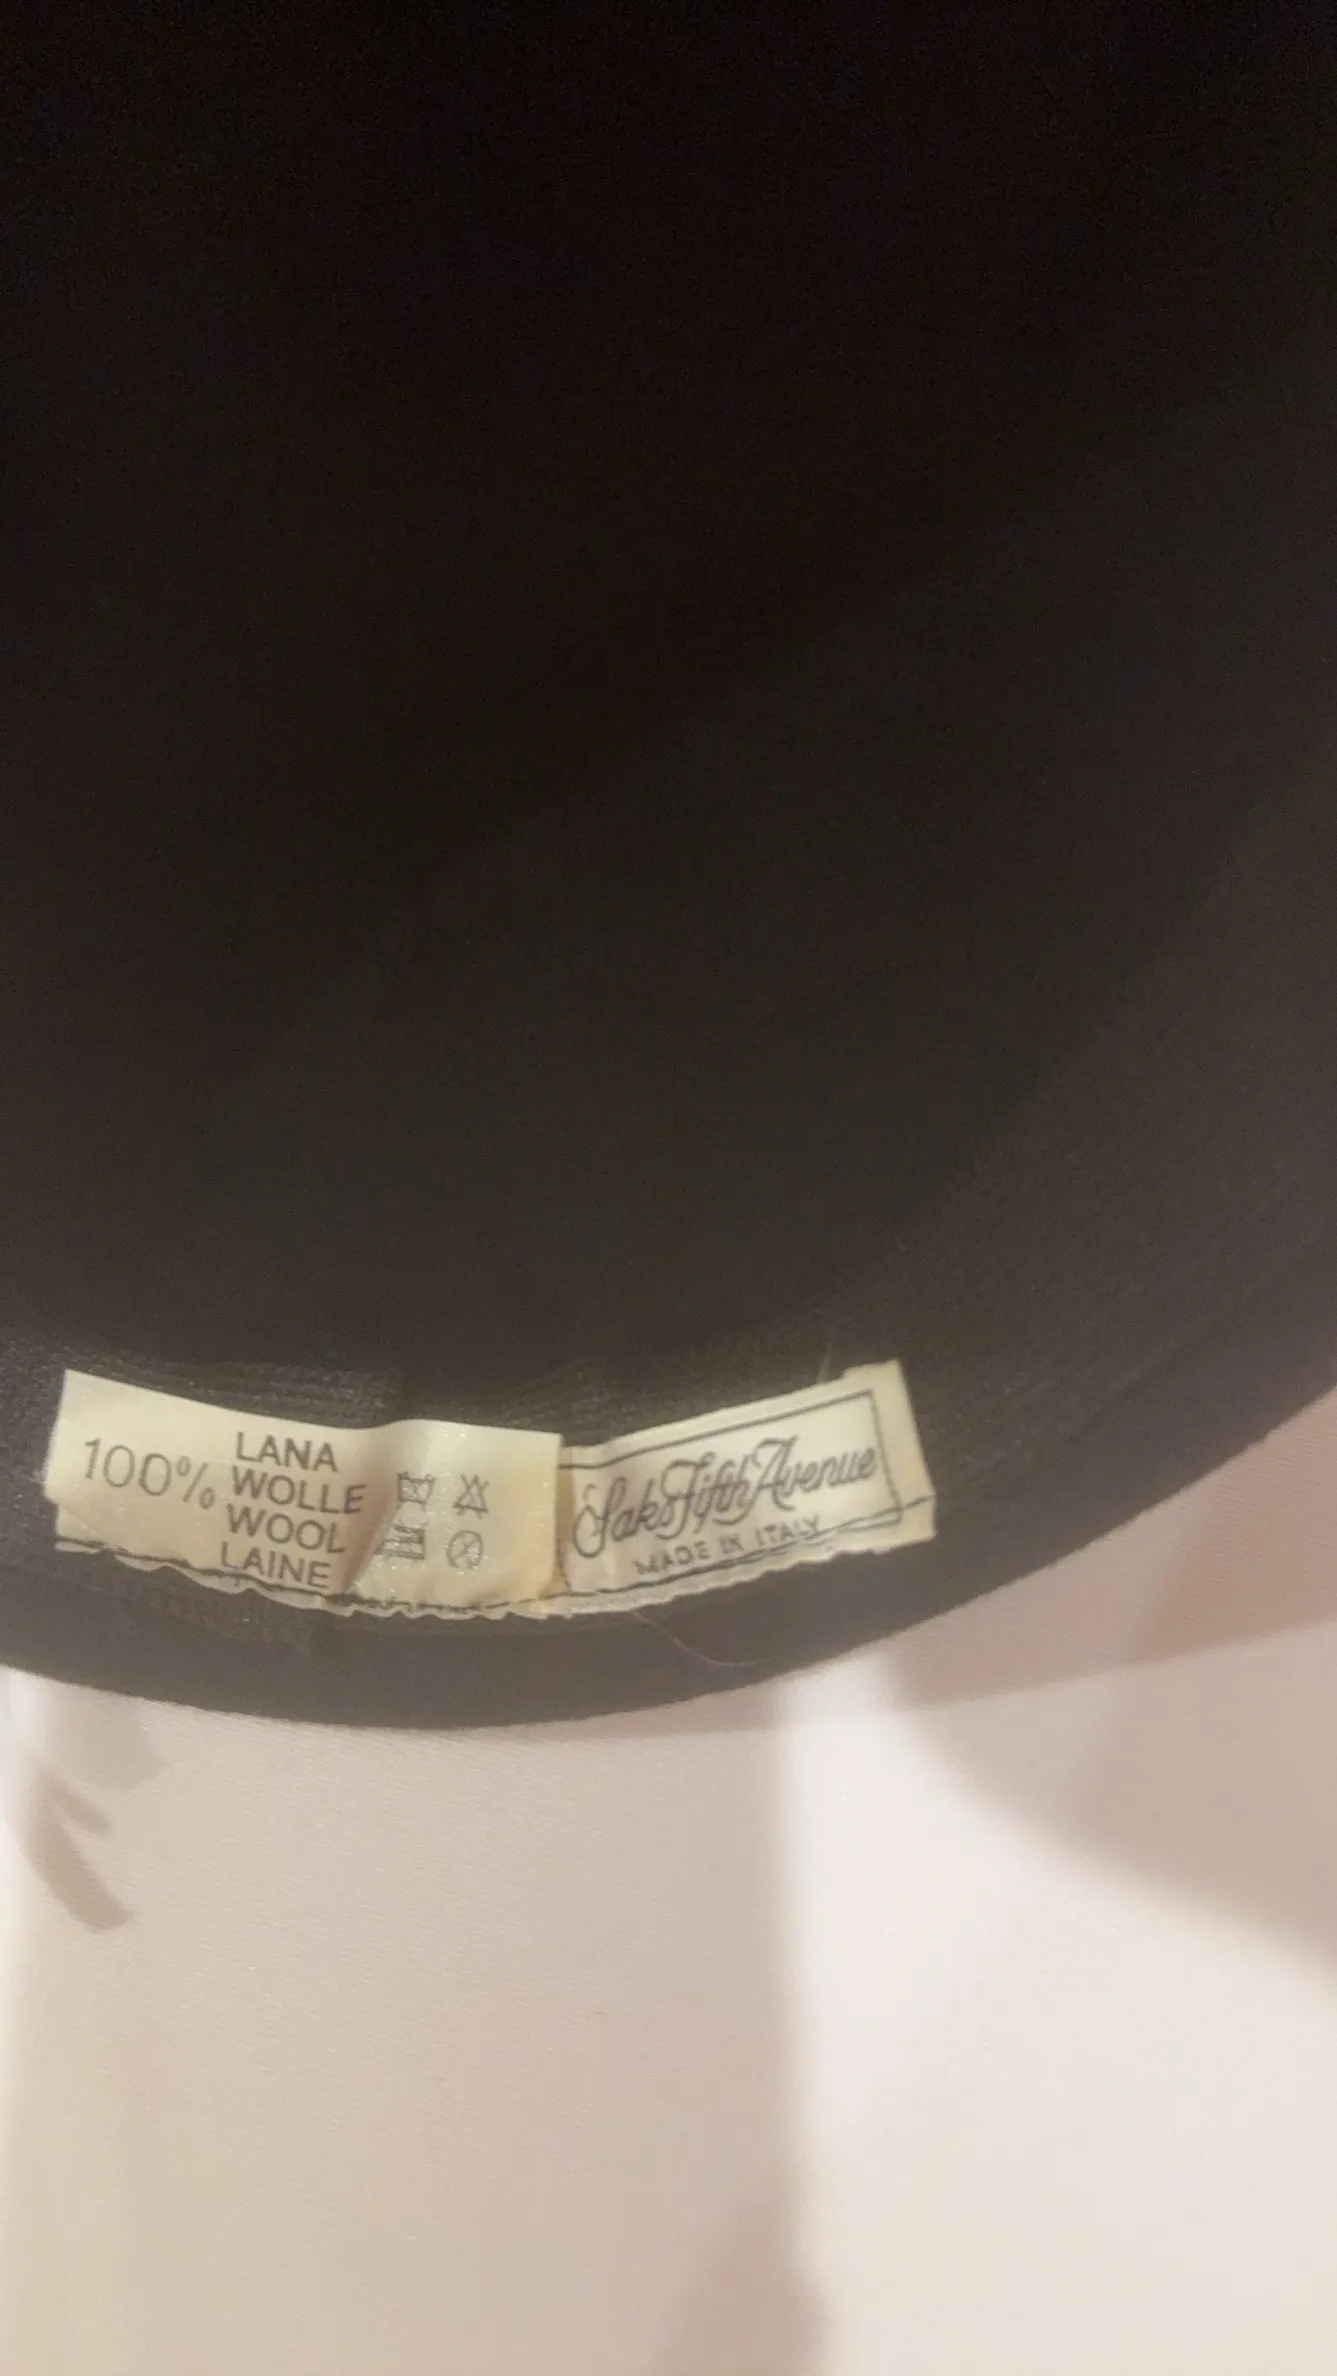 100%
LANA
WOLLE
WOOL
LAINE
Saks Fifth Avenue
MADE IN ITALY